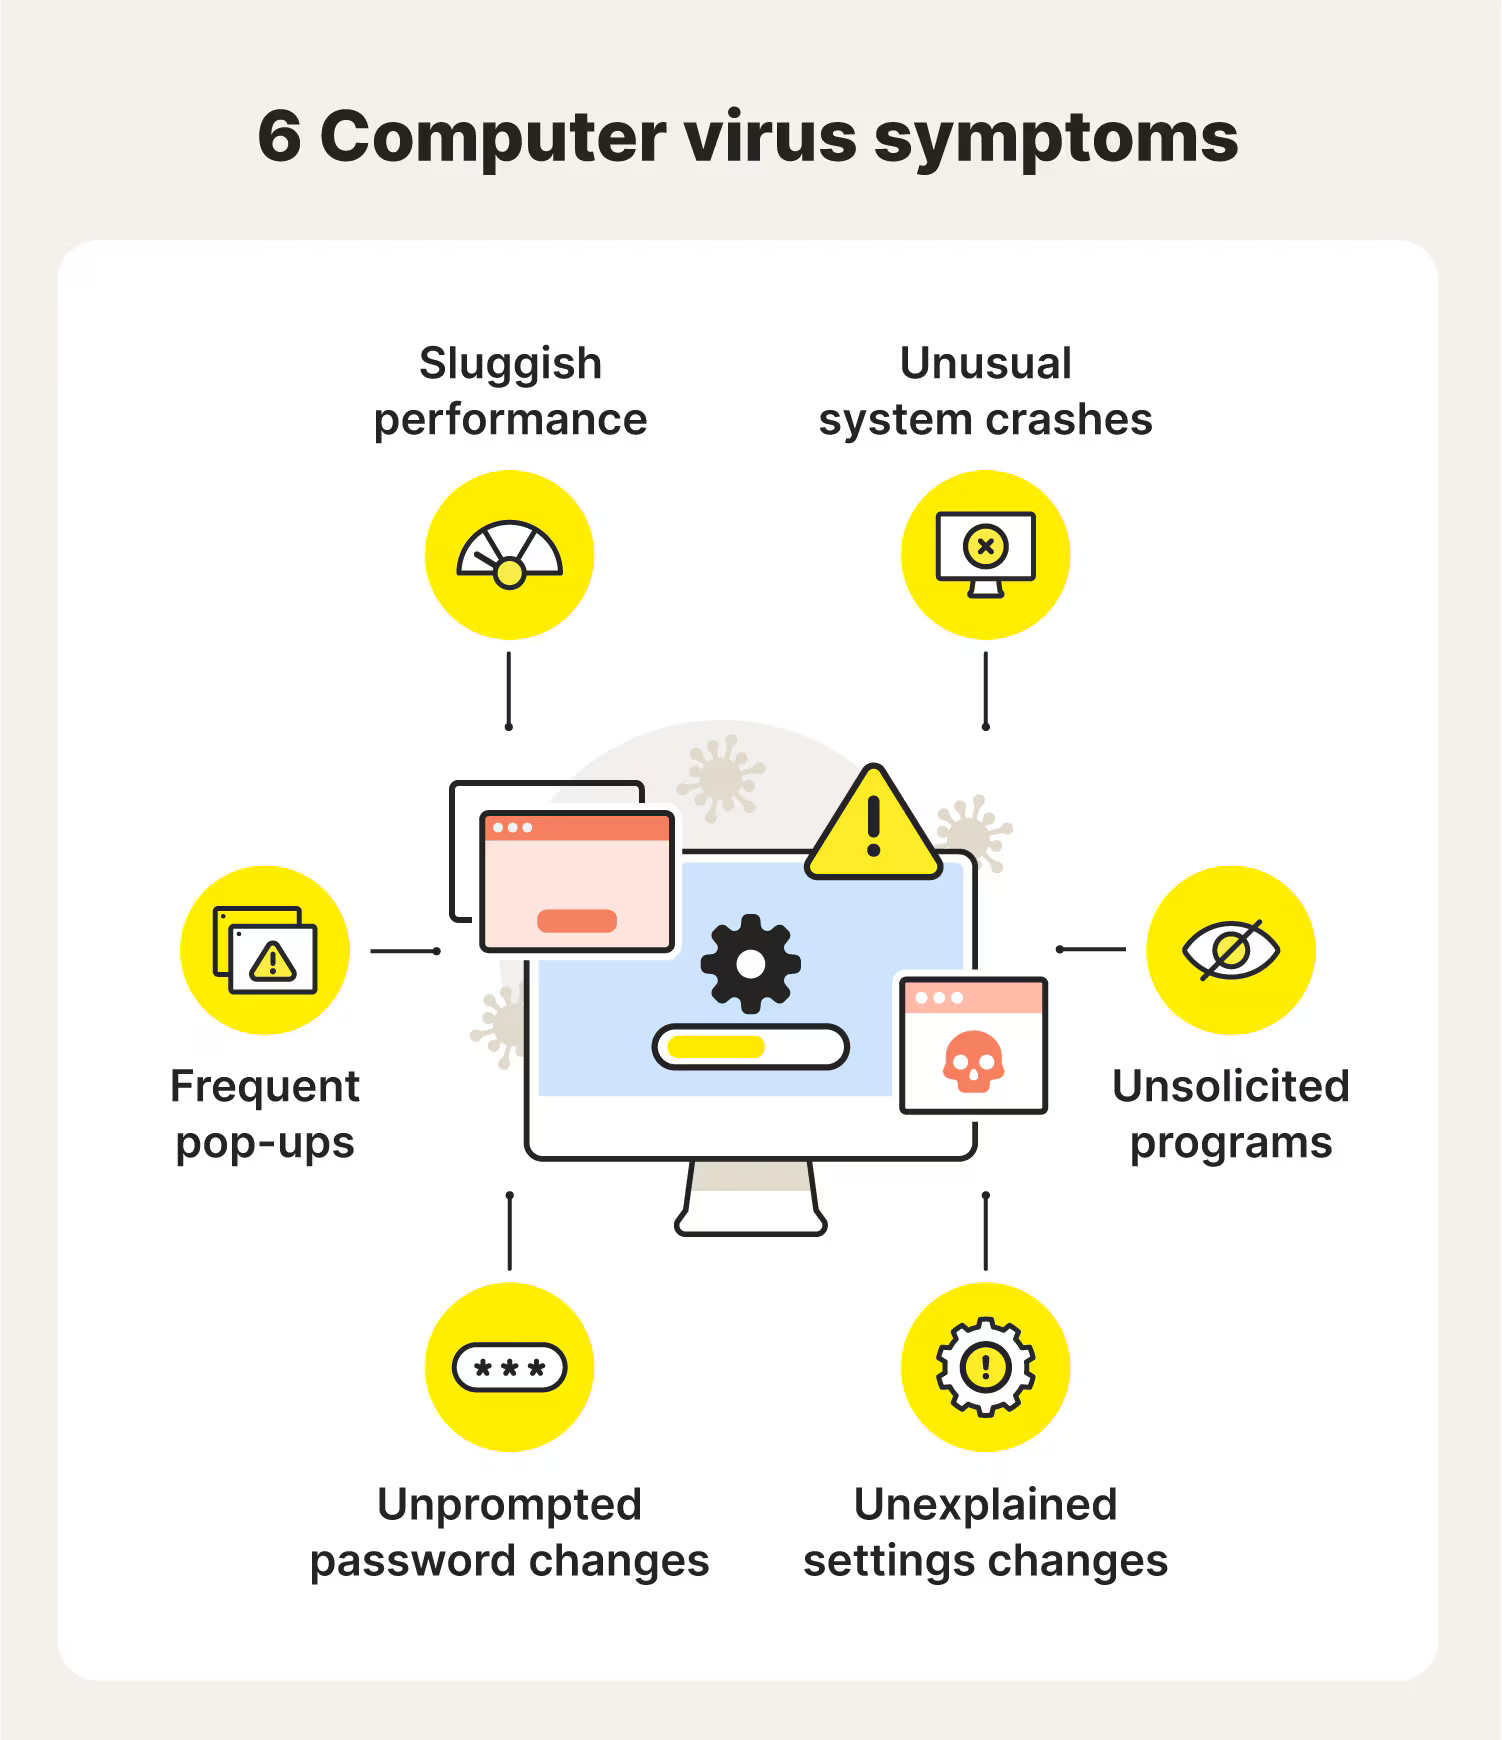 6 Computer virus symptoms
Sluggish
performance
Unusual
system crashes
Frequent
pop-ups
Unsolicited
programs
Unprompted
password changes
Unexplained
settings changes